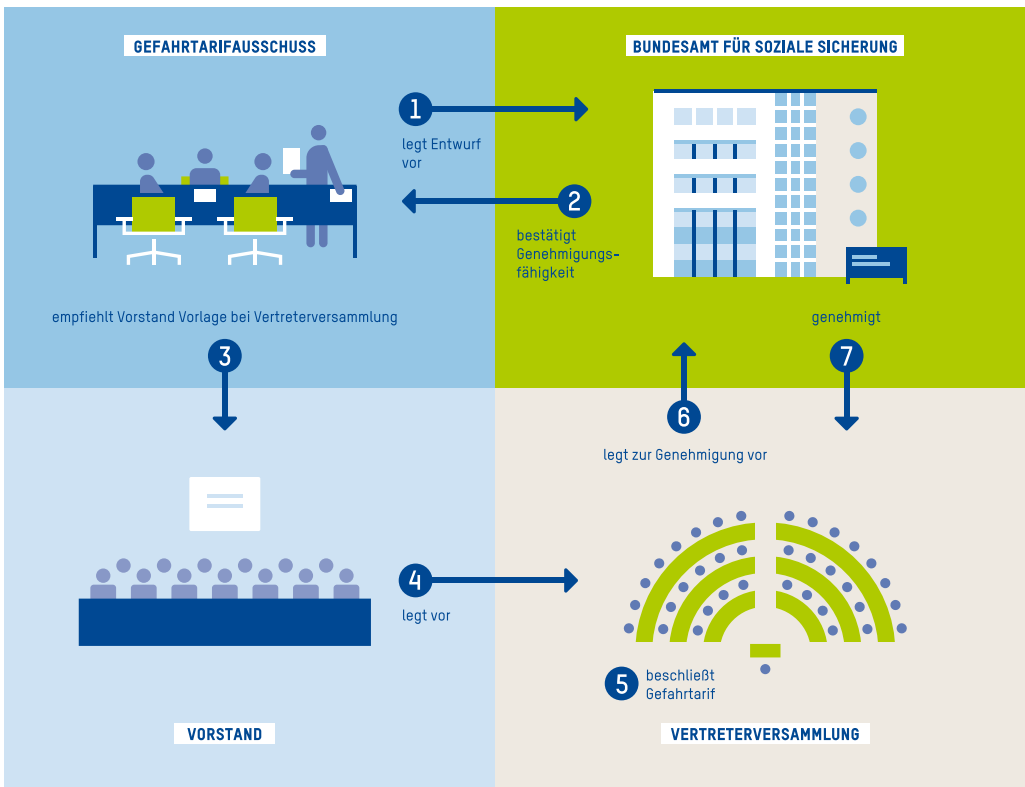 GEFAHRTARIFAUSSCHUSS
BUNDESAMT FÜR SOZIALE SICHERUNG
1
legt Entwurf
vor
2
bestätigt
Genehmigungs-
fähigkeit
empfiehlt Vorstand Vorlage bei Vertreterversammlung
3
genehmigt
7
6
legt zur Genehmigung vor
4
legt vor
5
beschließt
Gefahrtarif
VORSTAND
VERTRETERVERSAMMLUNG